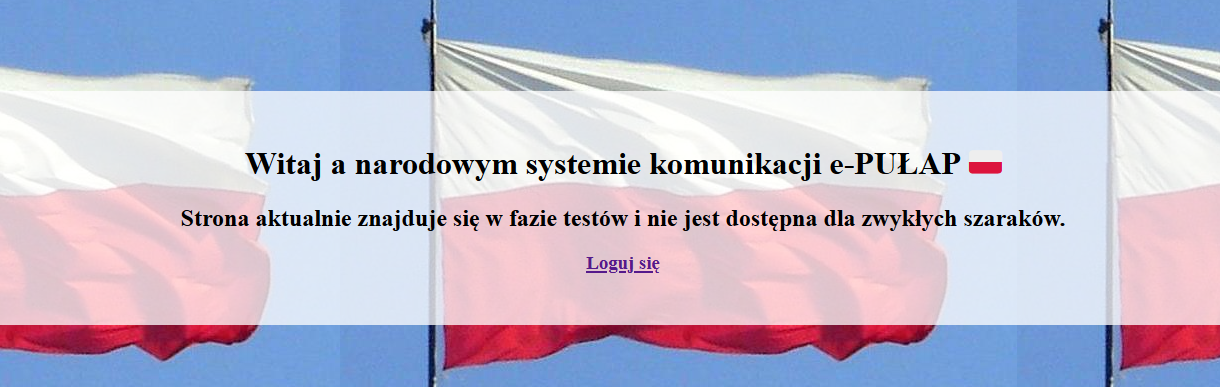 Witaj a narodowym systemie komunikacji e-PUŁAP 🇵🇱
Strona aktualnie znajduje się w fazie testów i nie jest dostępna dla zwykłych szaraków.
Loguj się